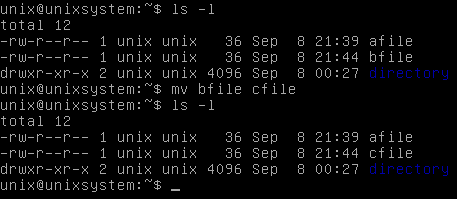 unix@unixsystem:~$ ls -l
total 12
-rw-r--r-- 1 unix unix   36 Sep  8 21:39 afile
-rw-r--r-- 1 unix unix   36 Sep  8 21:44 bfile
drwxr-xr-x 2 unix unix 4096 Sep  8 00:27 directory
unix@unixsystem:~$ mv bfile cfile
unix@unixsystem:~$ ls -l
total 12
-rw-r--r-- 1 unix unix   36 Sep  8 21:39 afile
-rw-r--r-- 1 unix unix   36 Sep  8 21:44 cfile
drwxr-xr-x 2 unix unix 4096 Sep  8 00:27 directory
unix@unixsystem:~$ _